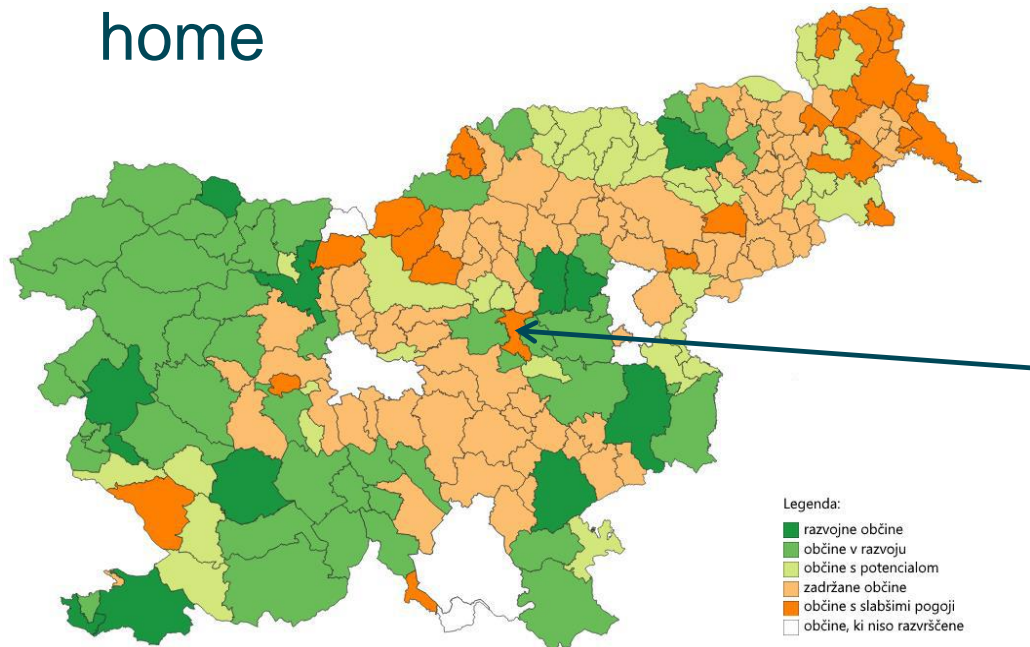 home
Legenda:
razvojne občine
občine v razvoju
občine s potencialom
zadržane občine
občine s slabšimi pogoji
občine, ki niso razvrščene